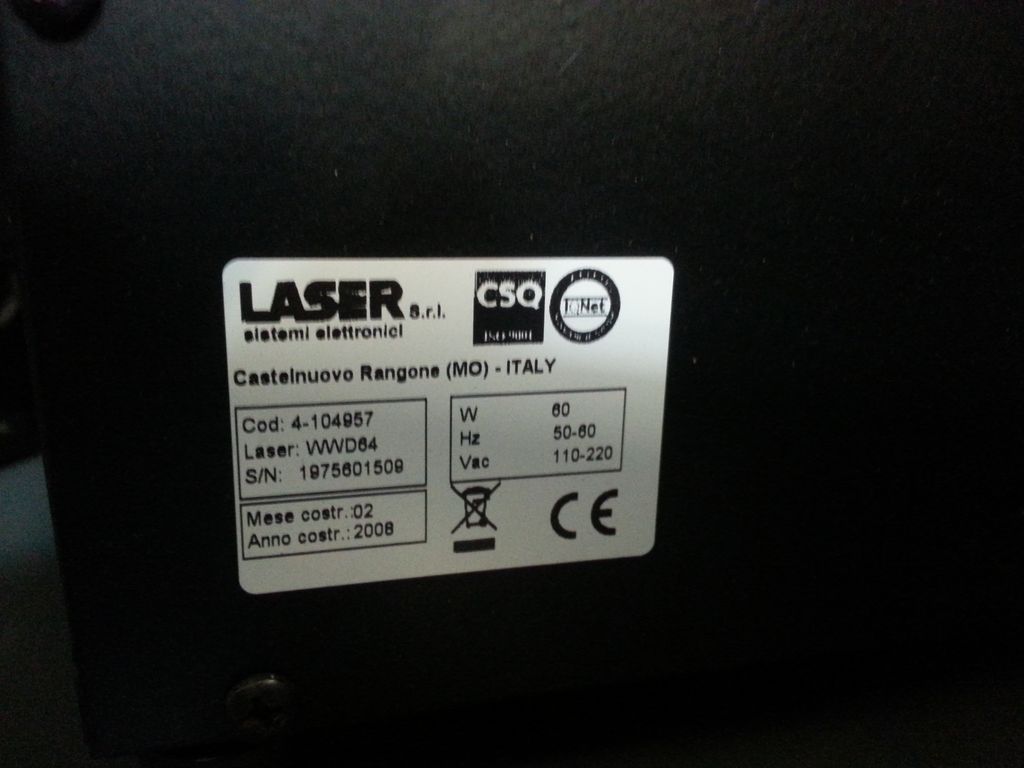 LASER S.r.l.
sistemi elettronici
CSQ
ISO 9001
IQNet
Castelnuovo Rangone (MO) - ITALY
Cod: 4-104957
Laser: WWD64
S/N: 1975601509
Mese costr.:02
Anno costr.: 2008
W 60
Hz 50-60
Vac 110-220
CE